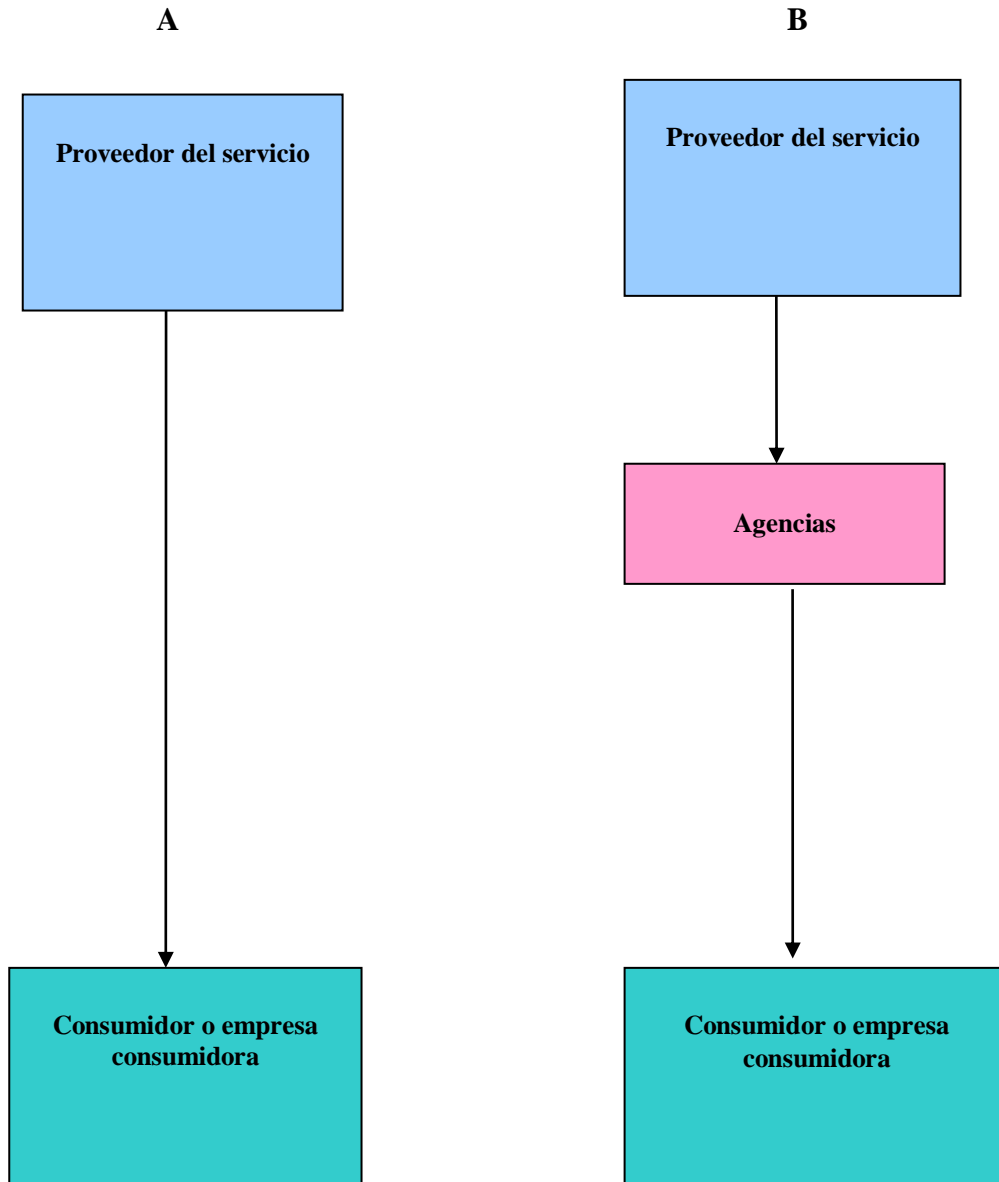 A
B
Proveedor del servicio
Proveedor del servicio
Agencias
Consumidor o empresa
consumidora
Consumidor o empresa
consumidora